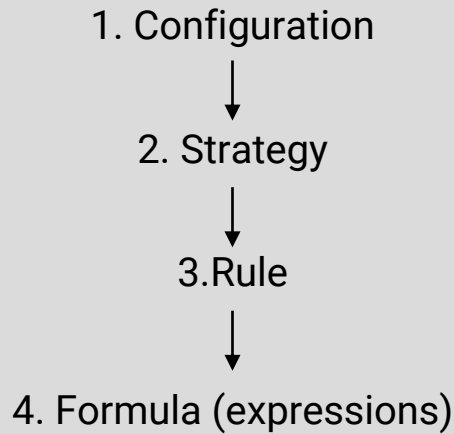 1. Configuration
2. Strategy
3.Rule
4. Formula (expressions)